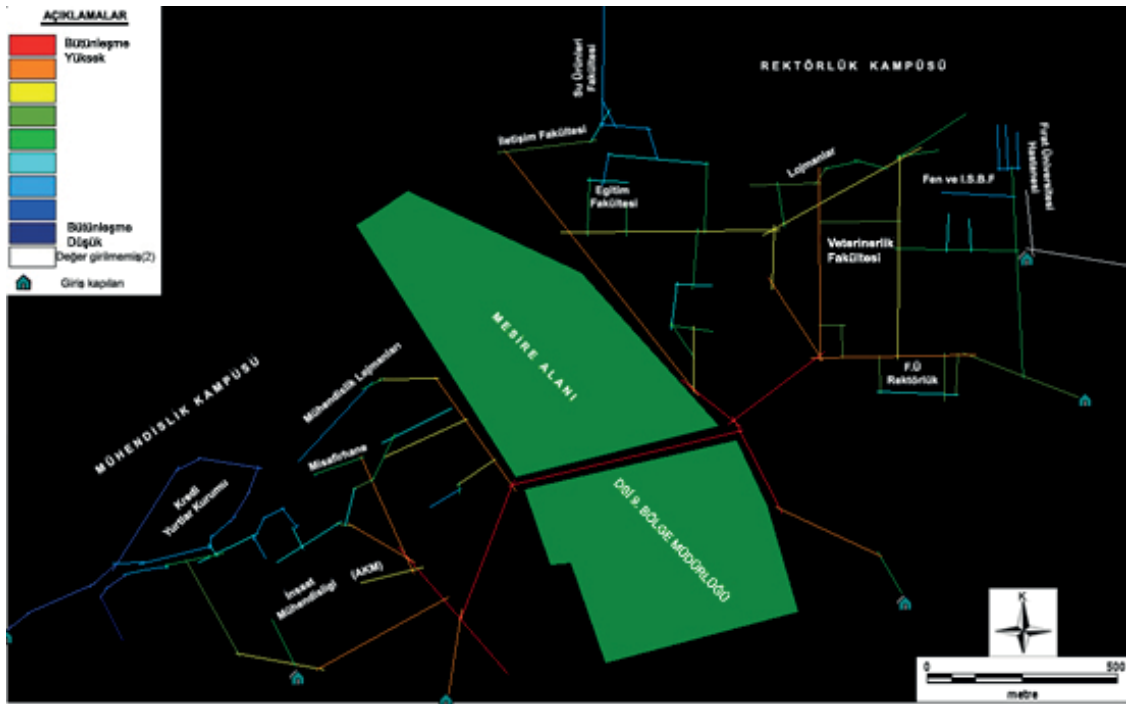 AÇIKLAMALAR
Bütünleşme
Yüksek
Bütünleşme
Düşük
Değer girilmemiş(2)
Giriş kapıları
REKTÖRLÜK KAMPÜSÜ
Su Ürünleri
Fakültesi
İletişim Fakültesi
Eğitim
Fakültesi
Lojmanlar
Fen ve I.S.B.F
Fırat Üniversitesi
Hastanesi
Veterinerlik
Fakültesi
F.Ü
Rektörlük
MESİRE ALANI
DSİ 9. BÖLGE MÜDÜRLÜĞÜ
MÜHENDİSLİK KAMPÜSÜ
Mühendislik Lojmanları
Misafirhane
Kredi
Yurtlar Kurumu
İnsaat
Mühendisligi
(AKM)
K
0 500
metre